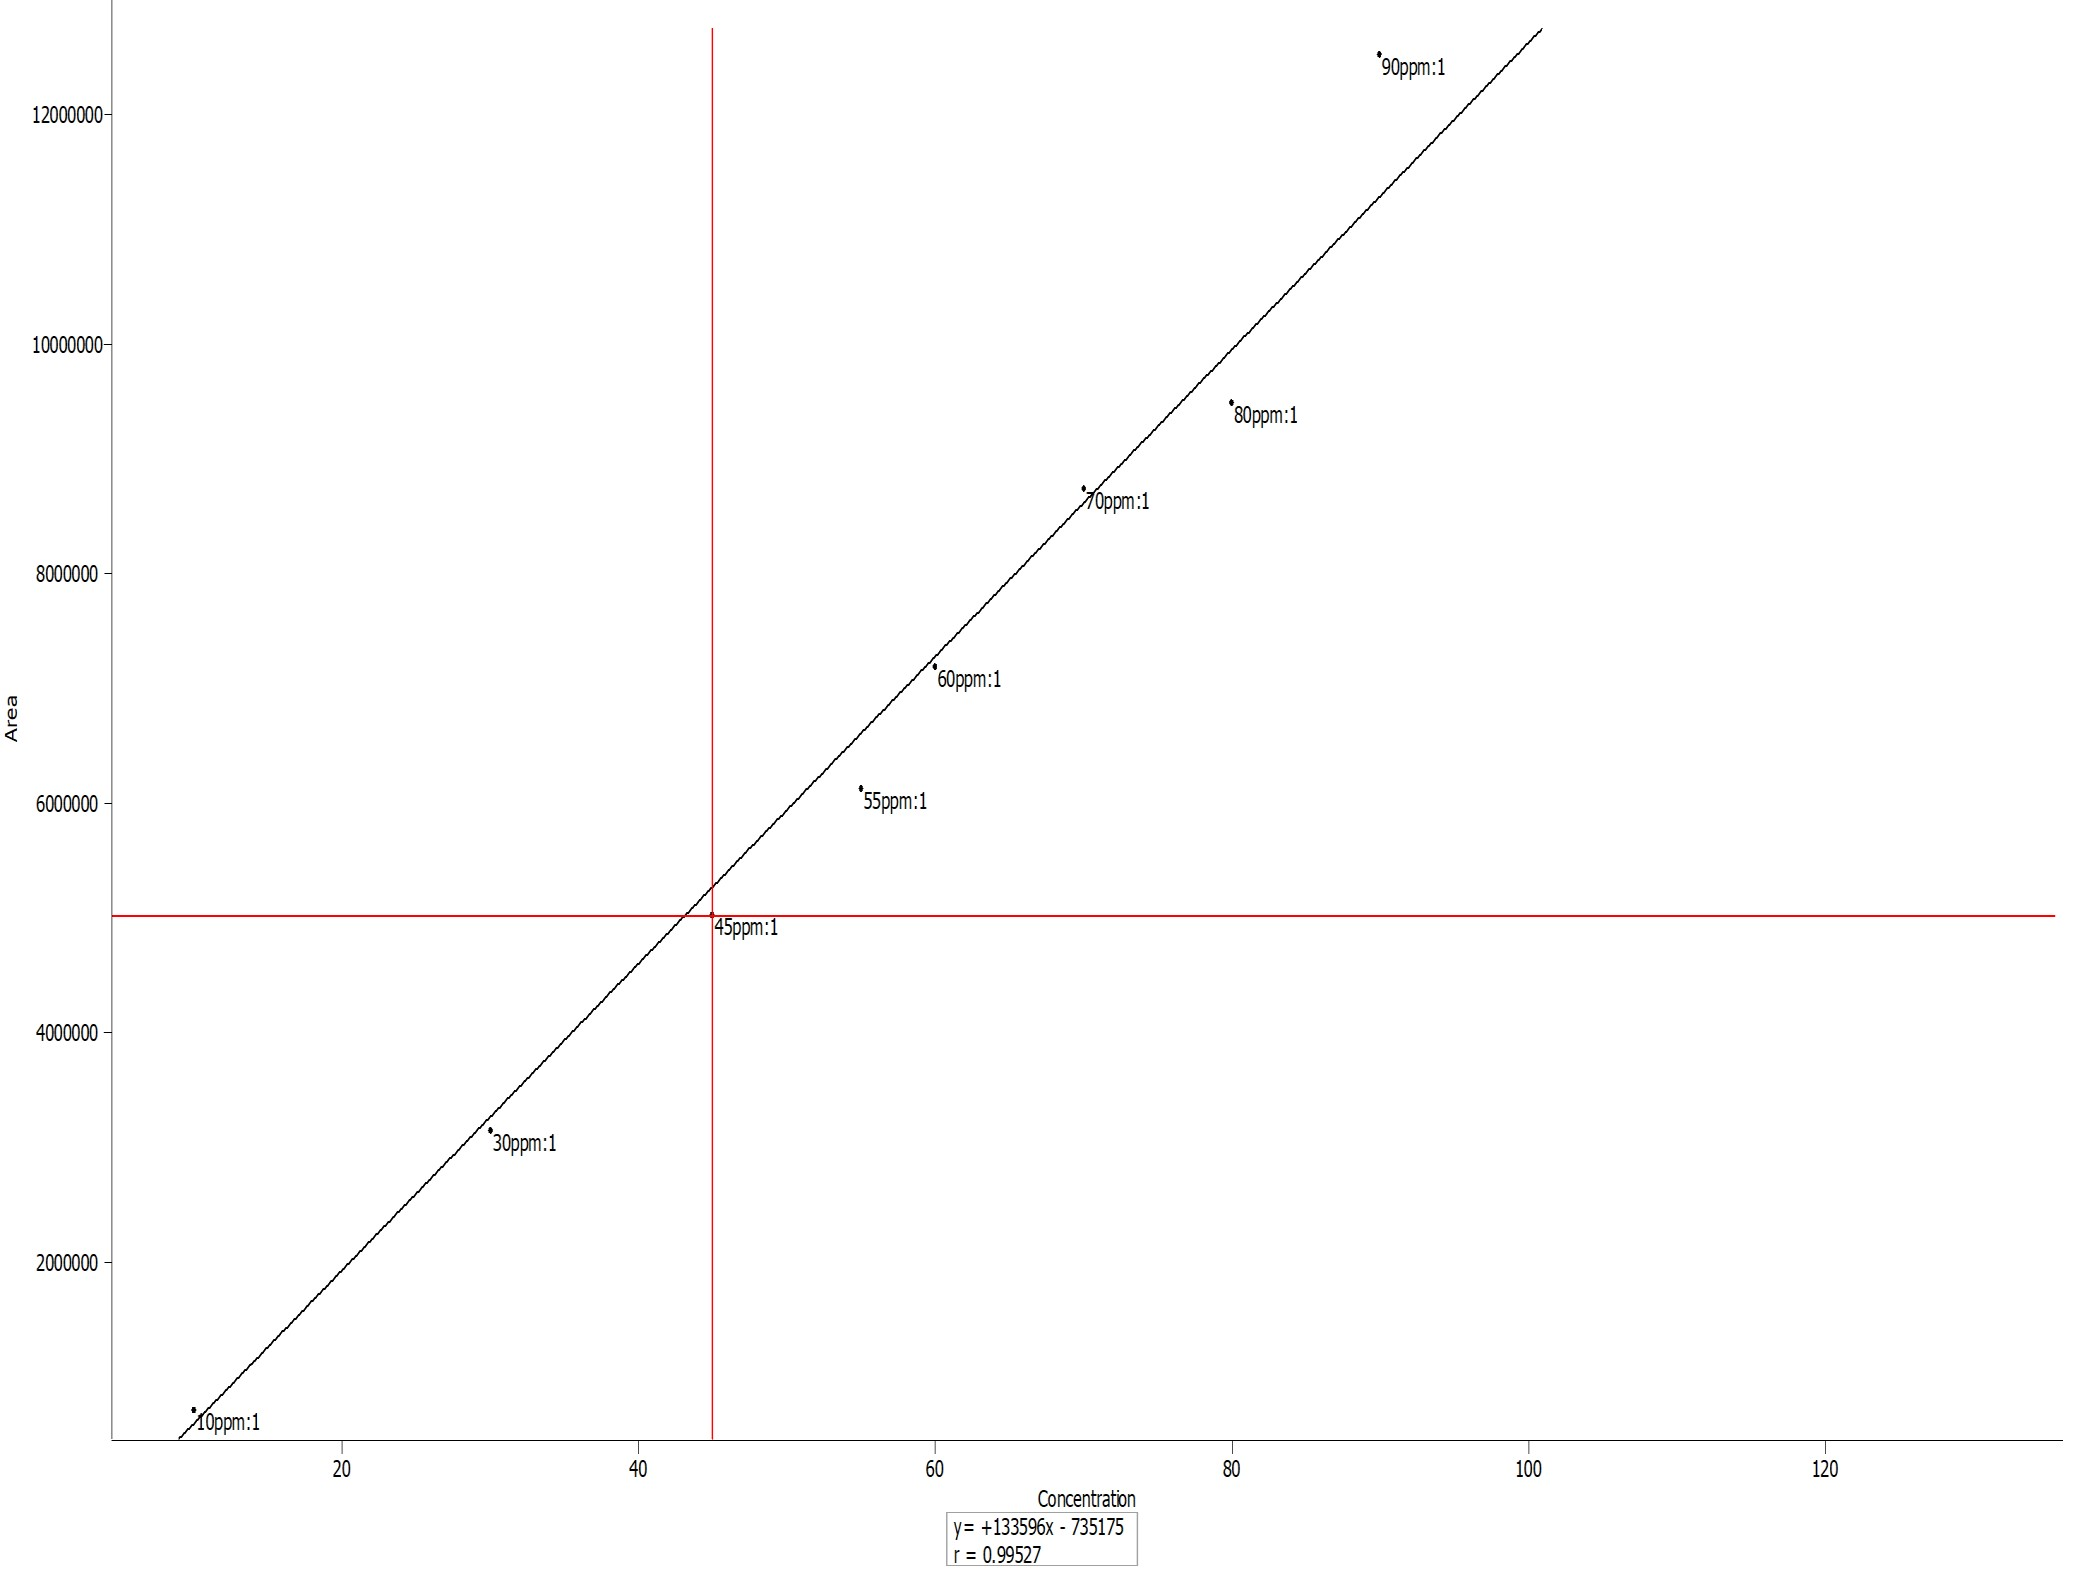 90ppm:1
12000000
10000000
80ppm:1
70ppm:1
8000000
60ppm:1
Area
55ppm:1
6000000
45ppm:1
4000000
30ppm:1
2000000
10ppm:1
20
40
60
80
100
120
Concentration
y= +133596x - 735175
r = 0.99527